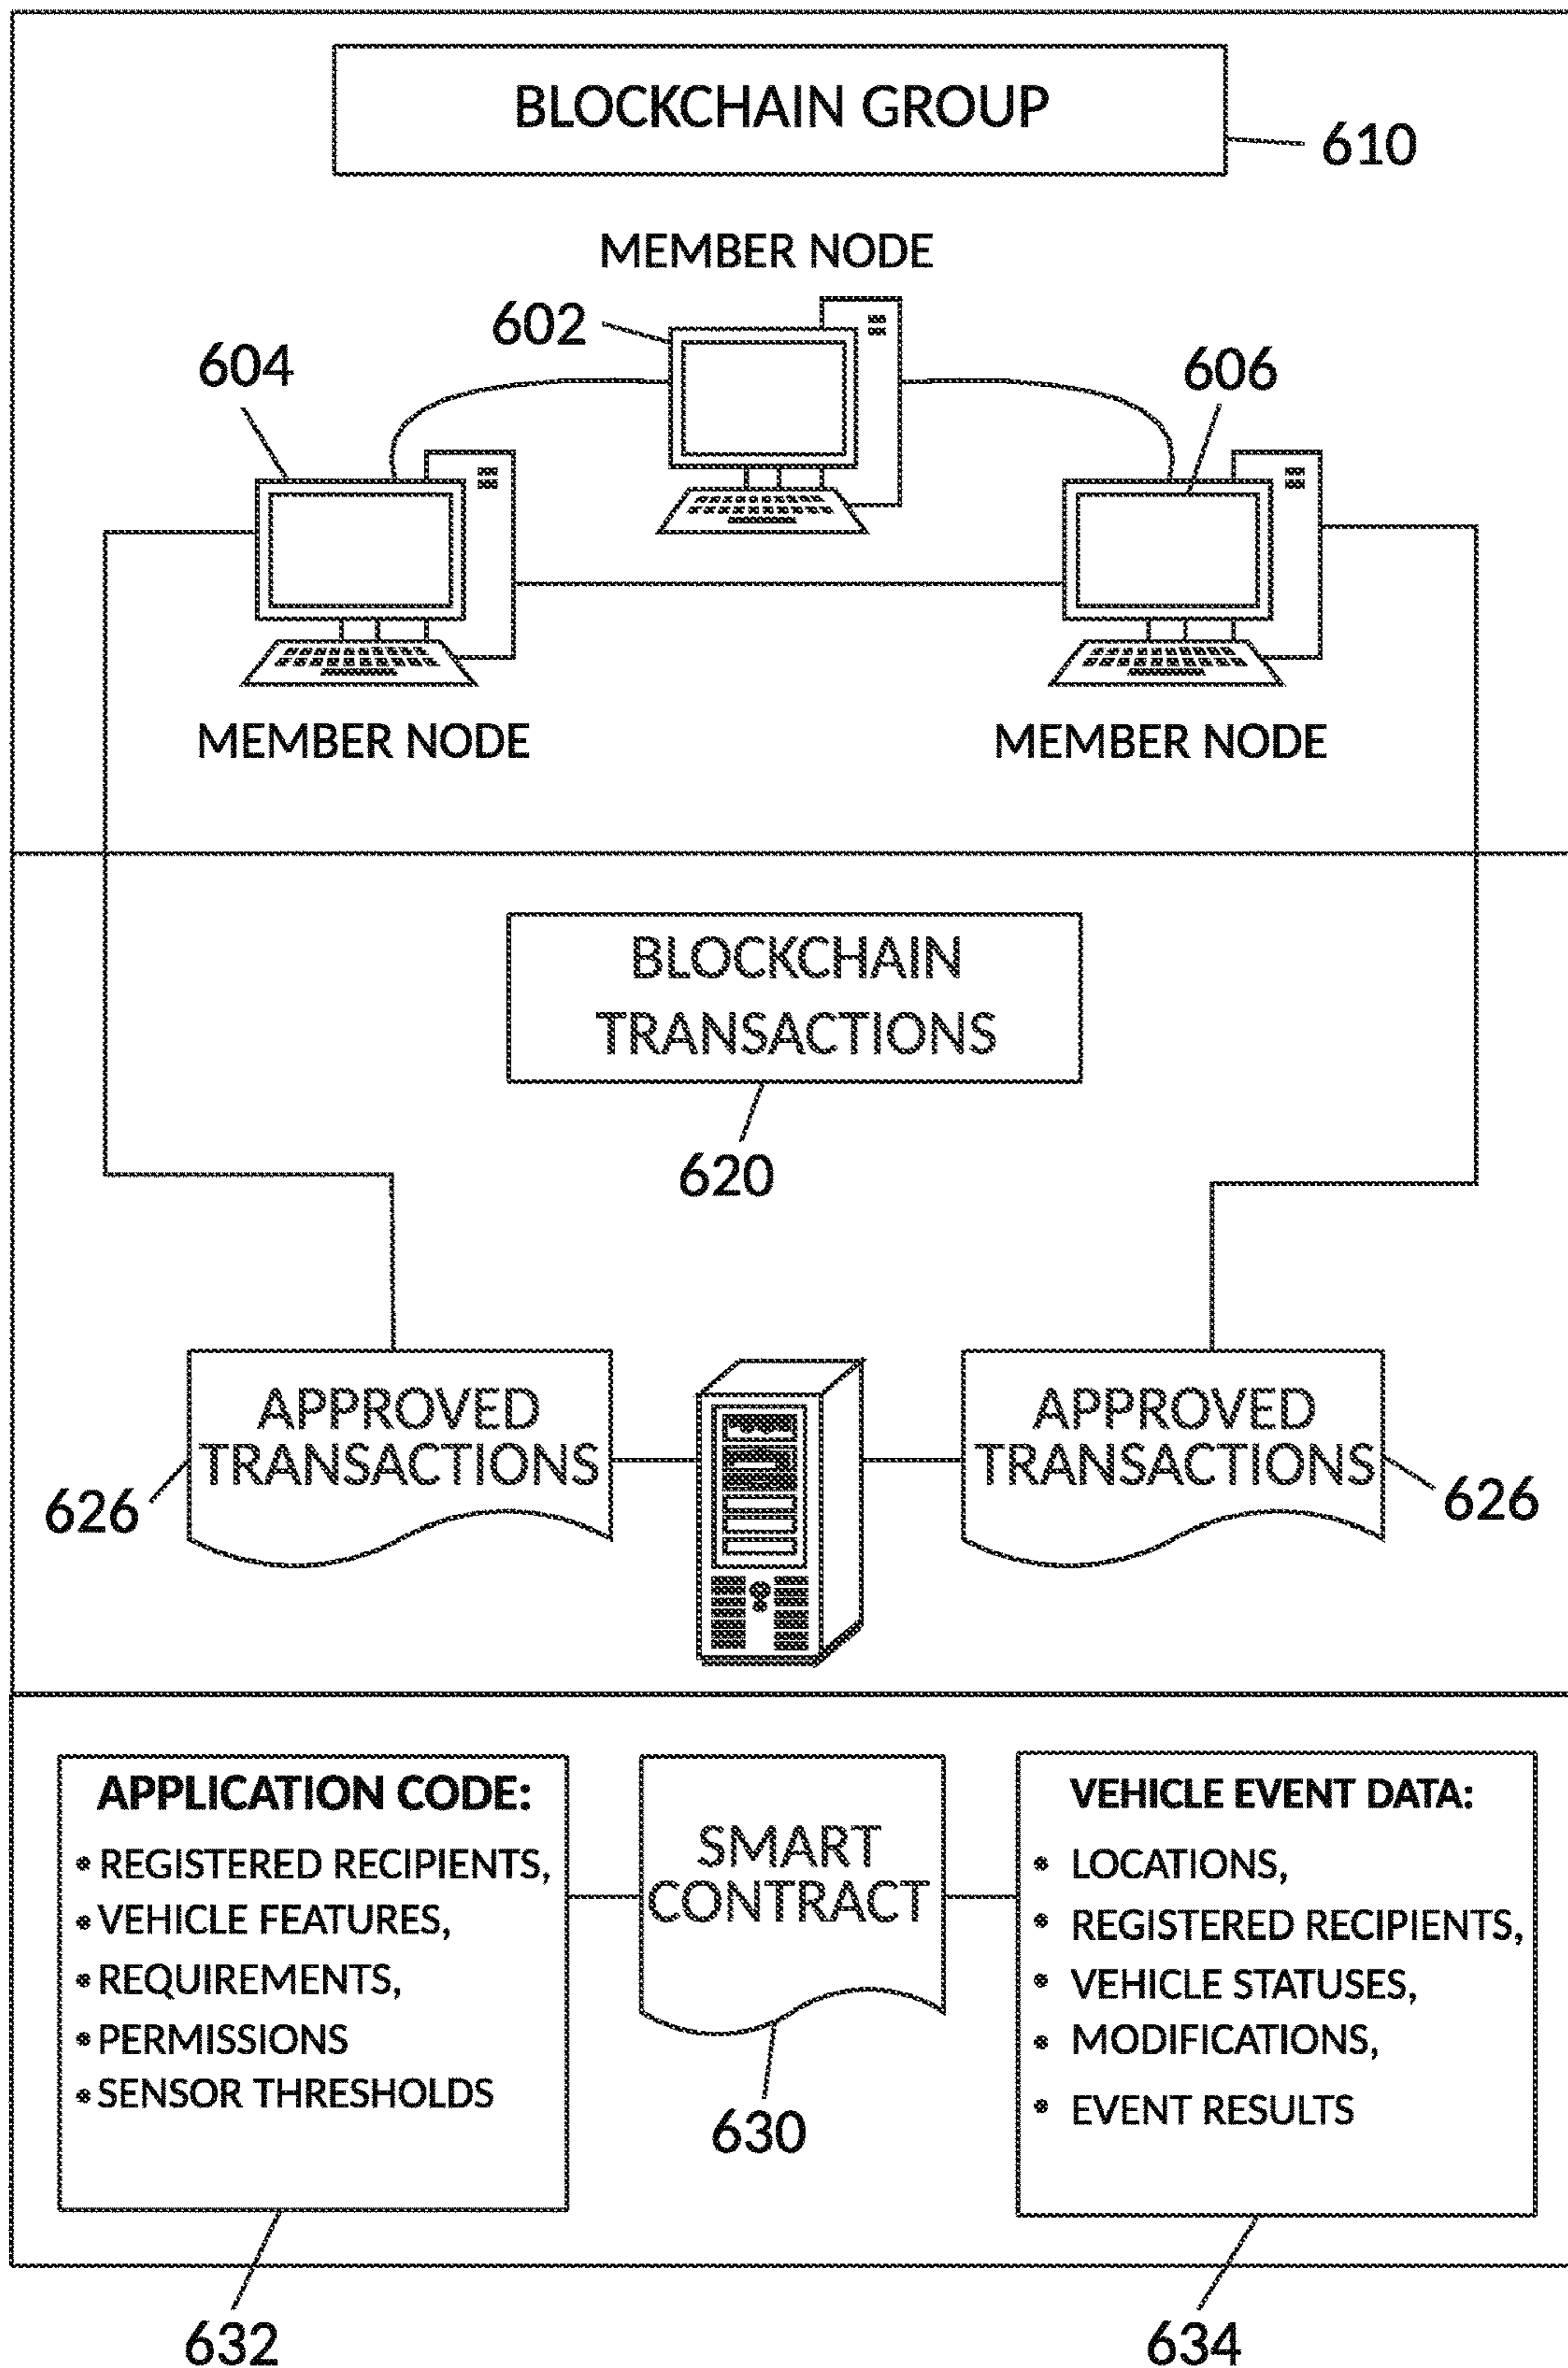 BLOCKCHAIN GROUP
610
MEMBER NODE
602
604
606
MEMBER NODE
MEMBER NODE
BLOCKCHAIN
TRANSACTIONS
620
APPROVED
TRANSACTIONS
626
APPROVED
TRANSACTIONS
626
APPLICATION CODE:
• REGISTERED RECIPIENTS,
• VEHICLE FEATURES,
• REQUIREMENTS,
• PERMISSIONS
• SENSOR THRESHOLDS
632
SMART
CONTRACT
630
VEHICLE EVENT DATA:
• LOCATIONS,
• REGISTERED RECIPIENTS,
• VEHICLE STATUSES,
• MODIFICATIONS,
• EVENT RESULTS
634